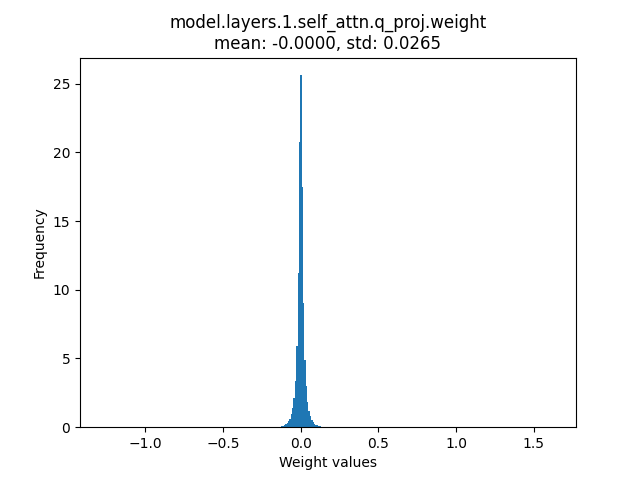 model.layers.1.self_attn.q_proj.weight
mean: -0.0000, std: 0.0265
25
20
15
10
5
0
Frequency
−1.0 −0.5 0.0 0.5 1.0 1.5
Weight values